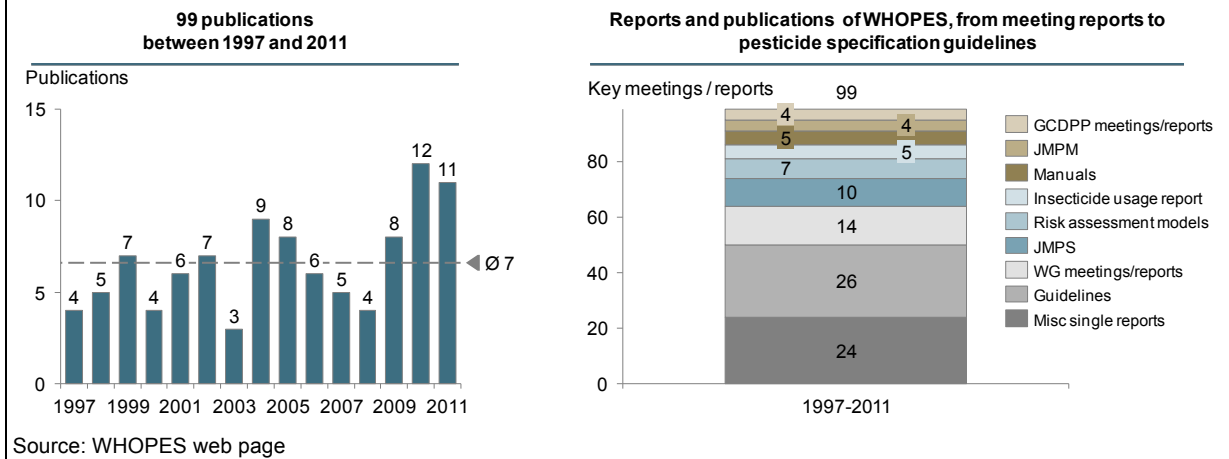 99 publications
between 1997 and 2011
Publications
15
10
5
0
4
5
7
4
6
7
3
9
8
6
5
4
8
12
11
Ø 7
1997
1999
2001
2003
2005
2007
2009
2011
Reports and publications of WHOPES, from meeting reports to
pesticide specification guidelines
Key meetings / reports
99
80
60
40
20
0
4
4
5
5
7
10
14
26
24
1997-2011
GCDPP meetings/reports
JMPM
Manuals
Insecticide usage report
Risk assessment models
JMPS
WG meetings/reports
Guidelines
Misc single reports
Source: WHOPES web page